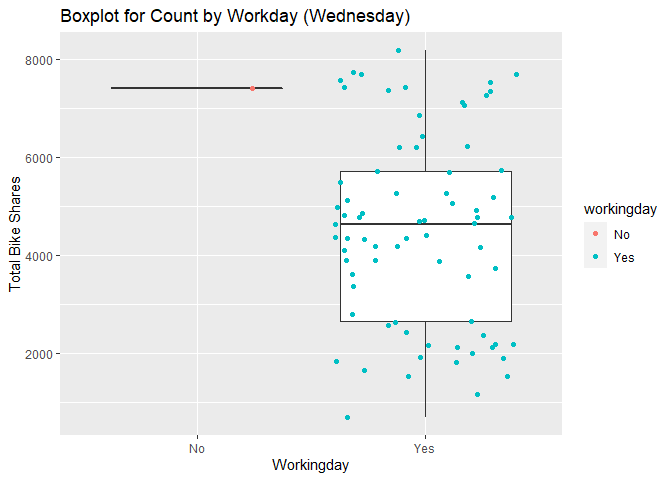 Boxplot for Count by Workday (Wednesday)
Total Bike Shares
8000
6000
4000
2000
No
Yes
Workingday
workingday
No
Yes